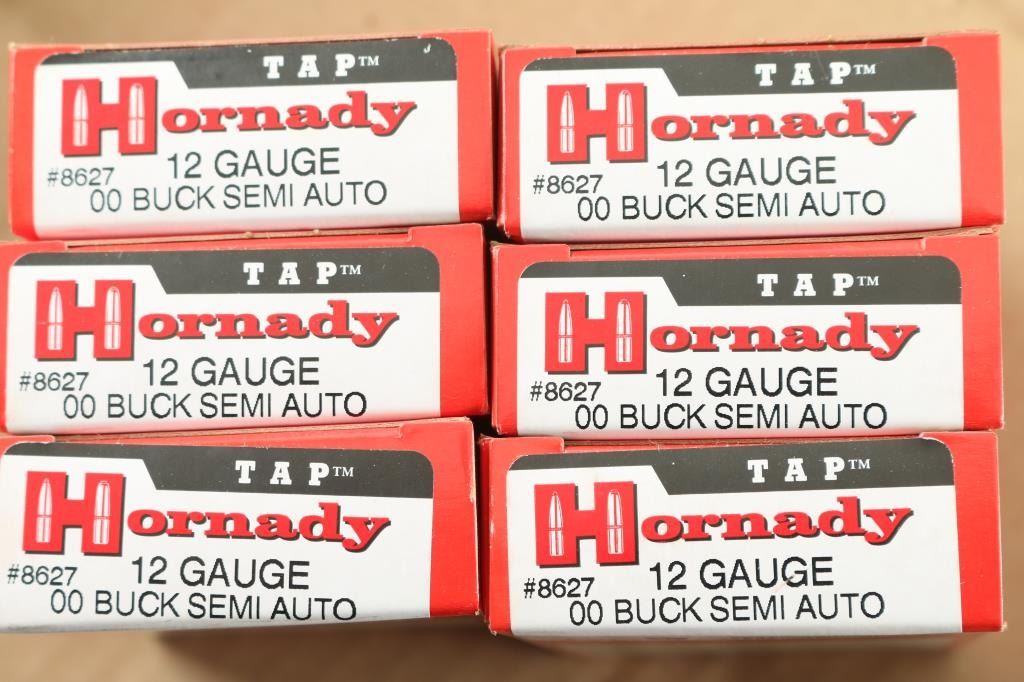 TAP™
Hornady
12 GAUGE
#8627
00 BUCK SEMI AUTO
TAP™
Hornady
12 GAUGE
#8627
00 BUCK SEMI AUTO
TAP™
Hornady
12 GAUGE
#8627
00 BUCK SEMI AUTO
TAP™
Hornady
12 GAUGE
#8627
00 BUCK SEMI AUTO
TAP™
Hornady
12 GAUGE
#8627
00 BUCK SEMI AUTO
TAP™
Hornady
12 GAUGE
#8627
00 BUCK SEMI AUTO